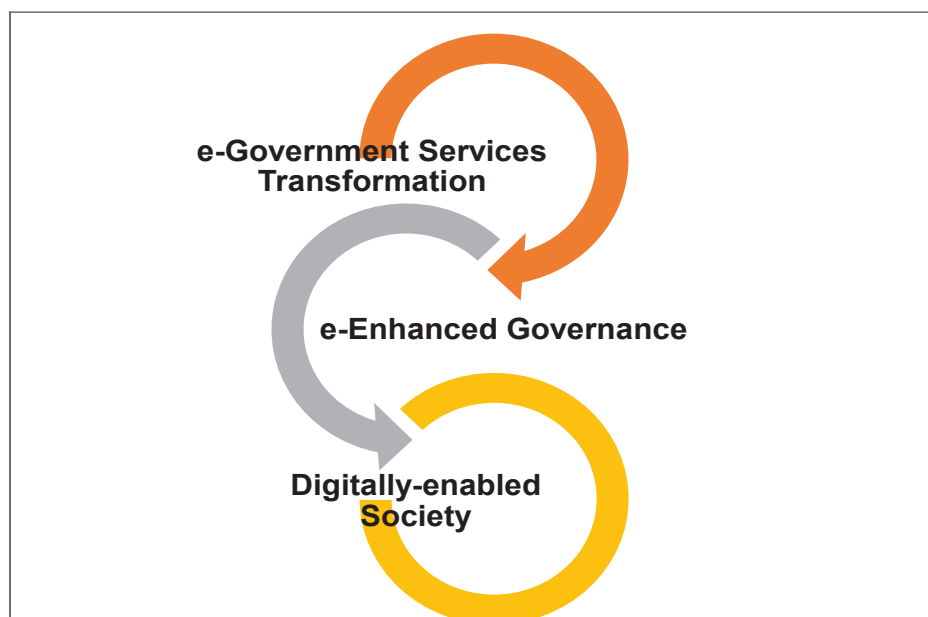 e-Government Services
Transformation
e-Enhanced Governance
Digitally-enabled
Society